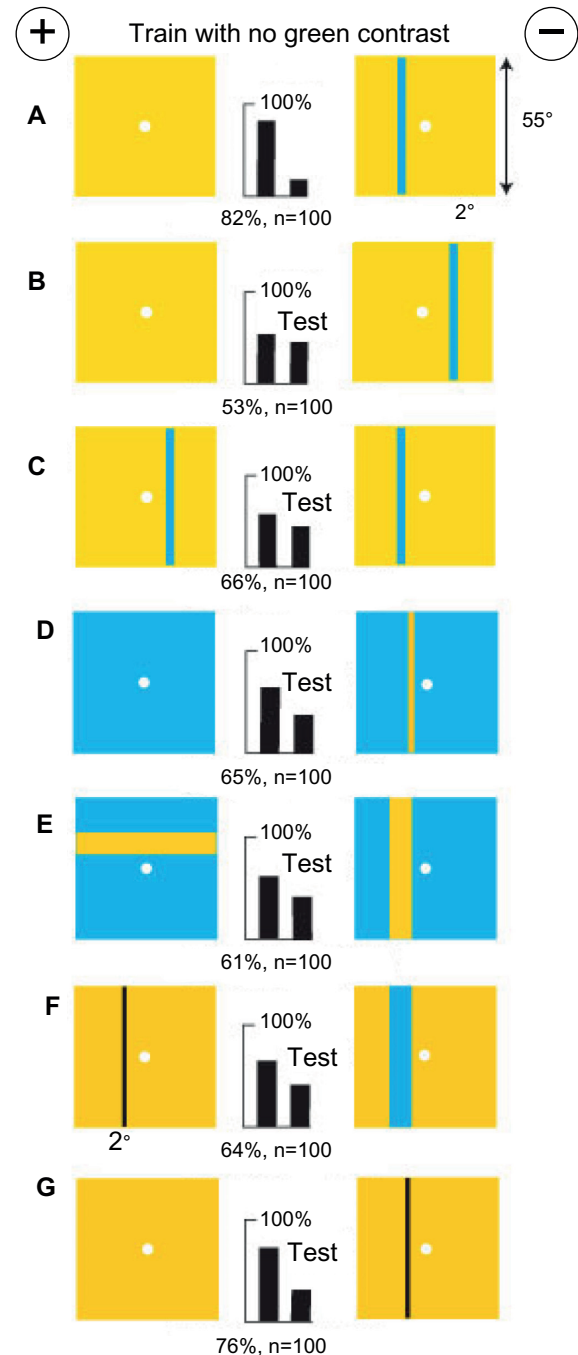 + Train with no green contrast −
A 100% 55°
2°
82%, n=100
B 100%
Test
53%, n=100
C 100%
Test
66%, n=100
D 100%
Test
65%, n=100
E 100%
Test
61%, n=100
F 100%
Test
2°
64%, n=100
G 100%
Test
76%, n=100